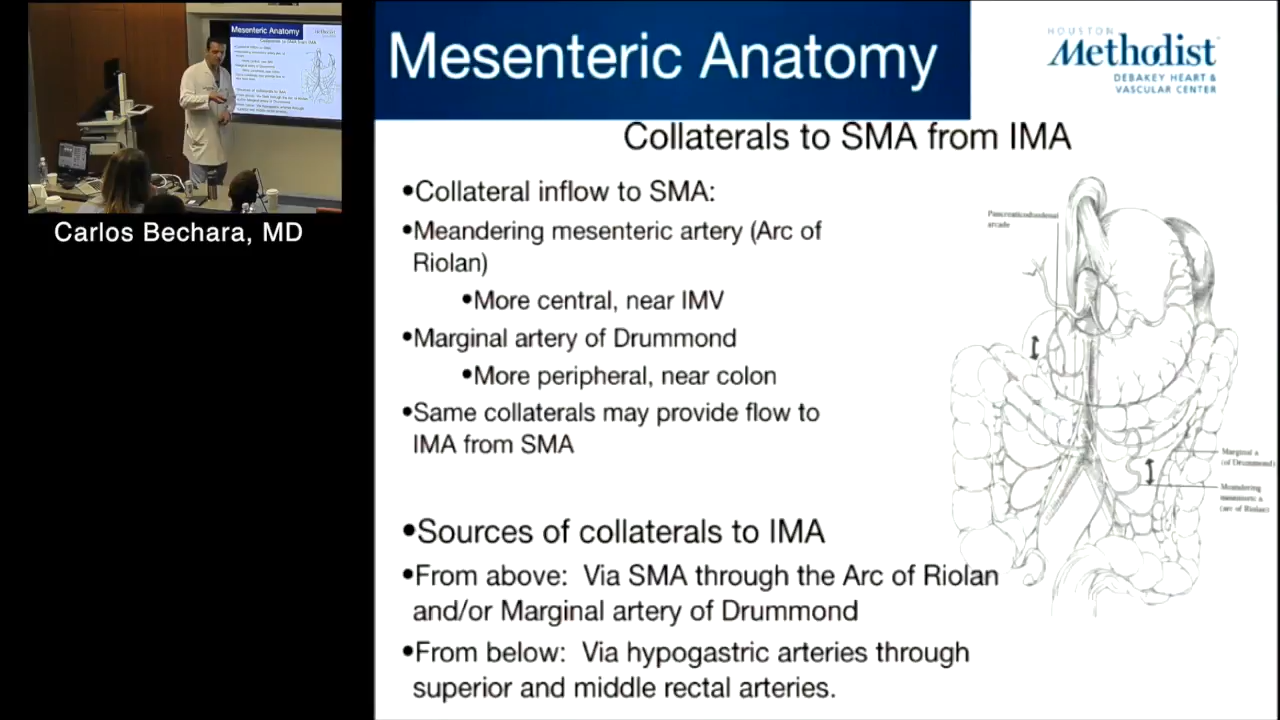 Mesenteric Anatomy
HOUSTON
Methodist
DEBAKEY HEART &
VASCULAR CENTER
Collaterals to SMA from IMA
•Collateral inflow to SMA:
•Meandering mesenteric artery (Arc of
Riolan)
•More central, near IMV
•Marginal artery of Drummond
•More peripheral, near colon
•Same collaterals may provide flow to
IMA from SMA
•Sources of collaterals to IMA
•From above: Via SMA through the Arc of Riolan
and/or Marginal artery of Drummond
•From below: Via hypogastric arteries through
superior and middle rectal arteries.
Pancreaticoduodenal
arcade
Marginal a
(of Drummond)
Meandering
mesenteric a
(arc of Riolan)
Mesenteric Anatomy
Carlos Bechara, MD